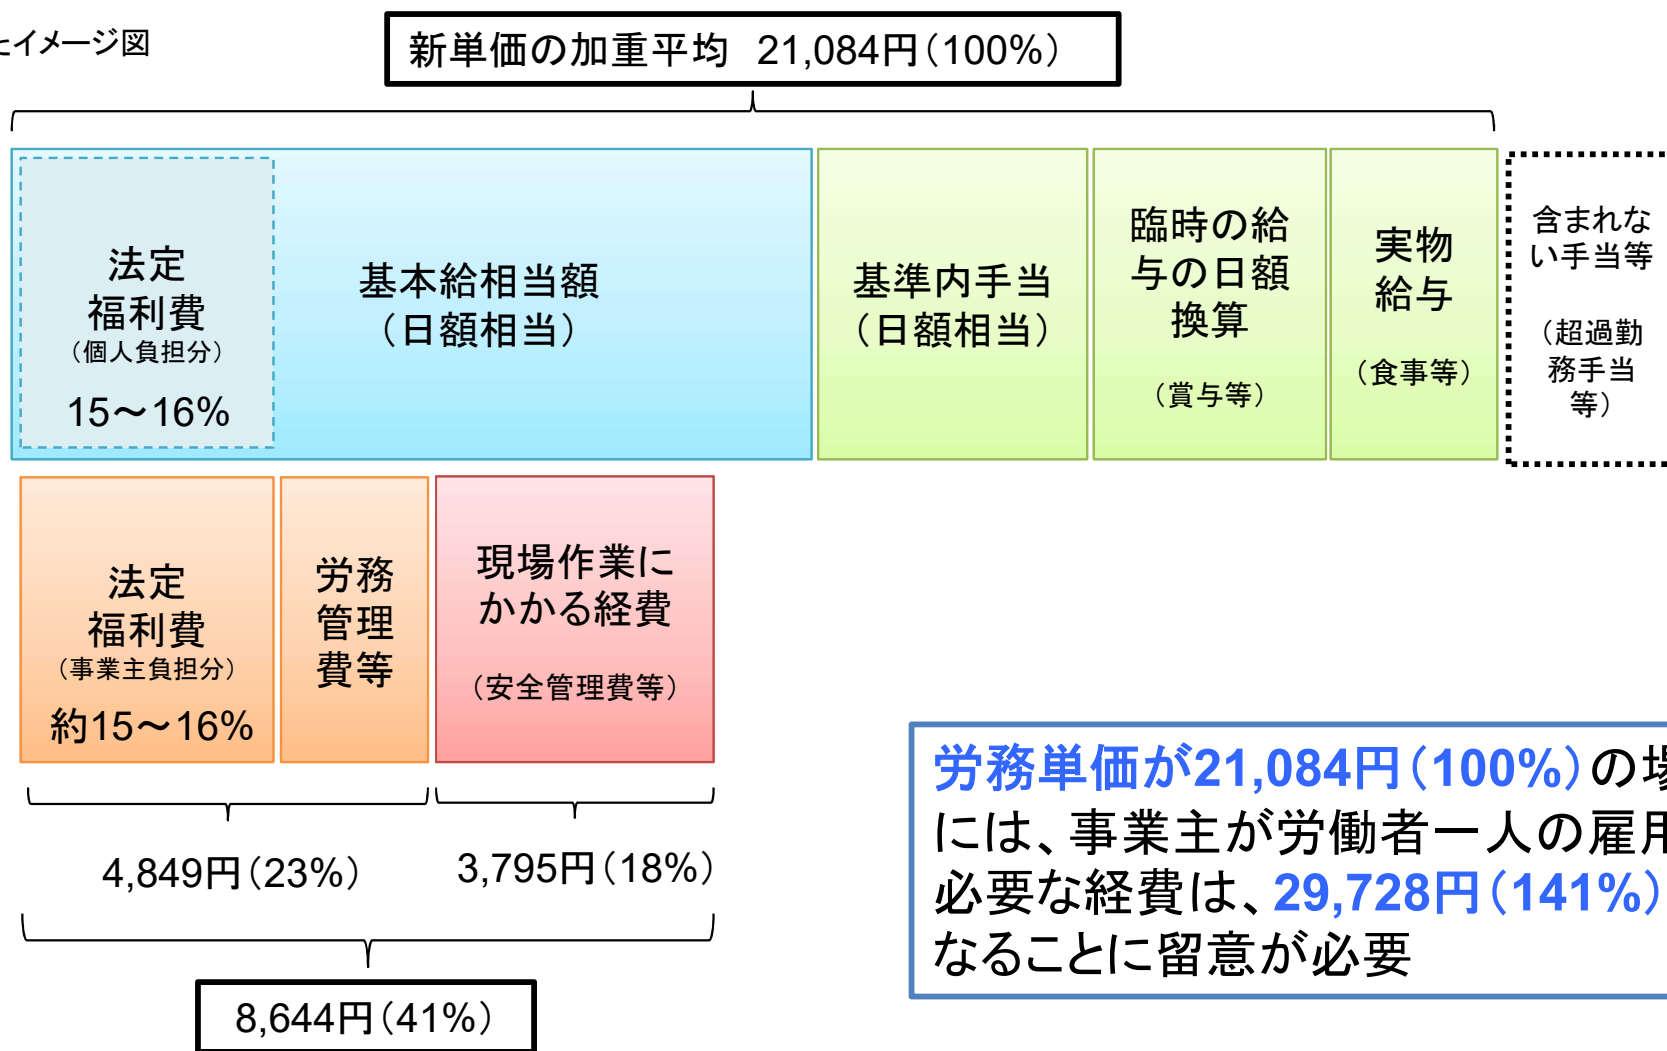 たイメージ図
新単価の加重平均 21,084円（100%）
法定
福利費
（個人負担分）
15～16%
基本給相当額
（日額相当）
基準内手当
（日額相当）
臨時の給
与の日額
換算
（賞与等）
実物
給与
（食事等）
含まれな
い手当等
（超過勤
務手当
等）
法定
福利費
（事業主負担分）
約15～16%
労務
管理
費等
現場作業に
かかる経費
（安全管理費等）
4,849円（23%）
3,795円（18%）
8,644円（41%）
労務単価が21,084円（100%）の場
には、事業主が労働者一人の雇用
必要な経費は、29,728円（141%）
なることに留意が必要